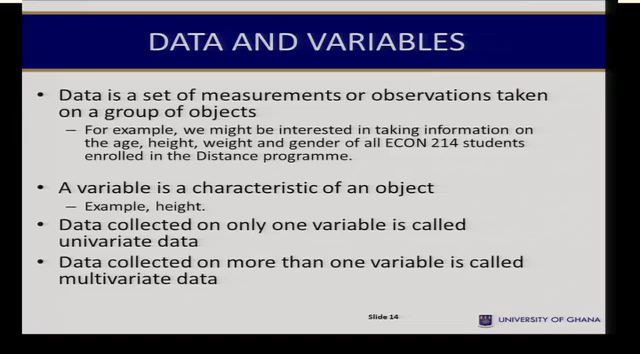 DATA AND VARIABLES
• Data is a set of measurements or observations taken
on a group of objects
– For example, we might be interested in taking information on
the age, height, weight and gender of all ECON 214 students
enrolled in the Distance programme.
• A variable is a characteristic of an object
– Example, height.
• Data collected on only one variable is called
univariate data
• Data collected on more than one variable is called
multivariate data
Slide 14
UNIVERSITY OF GHANA